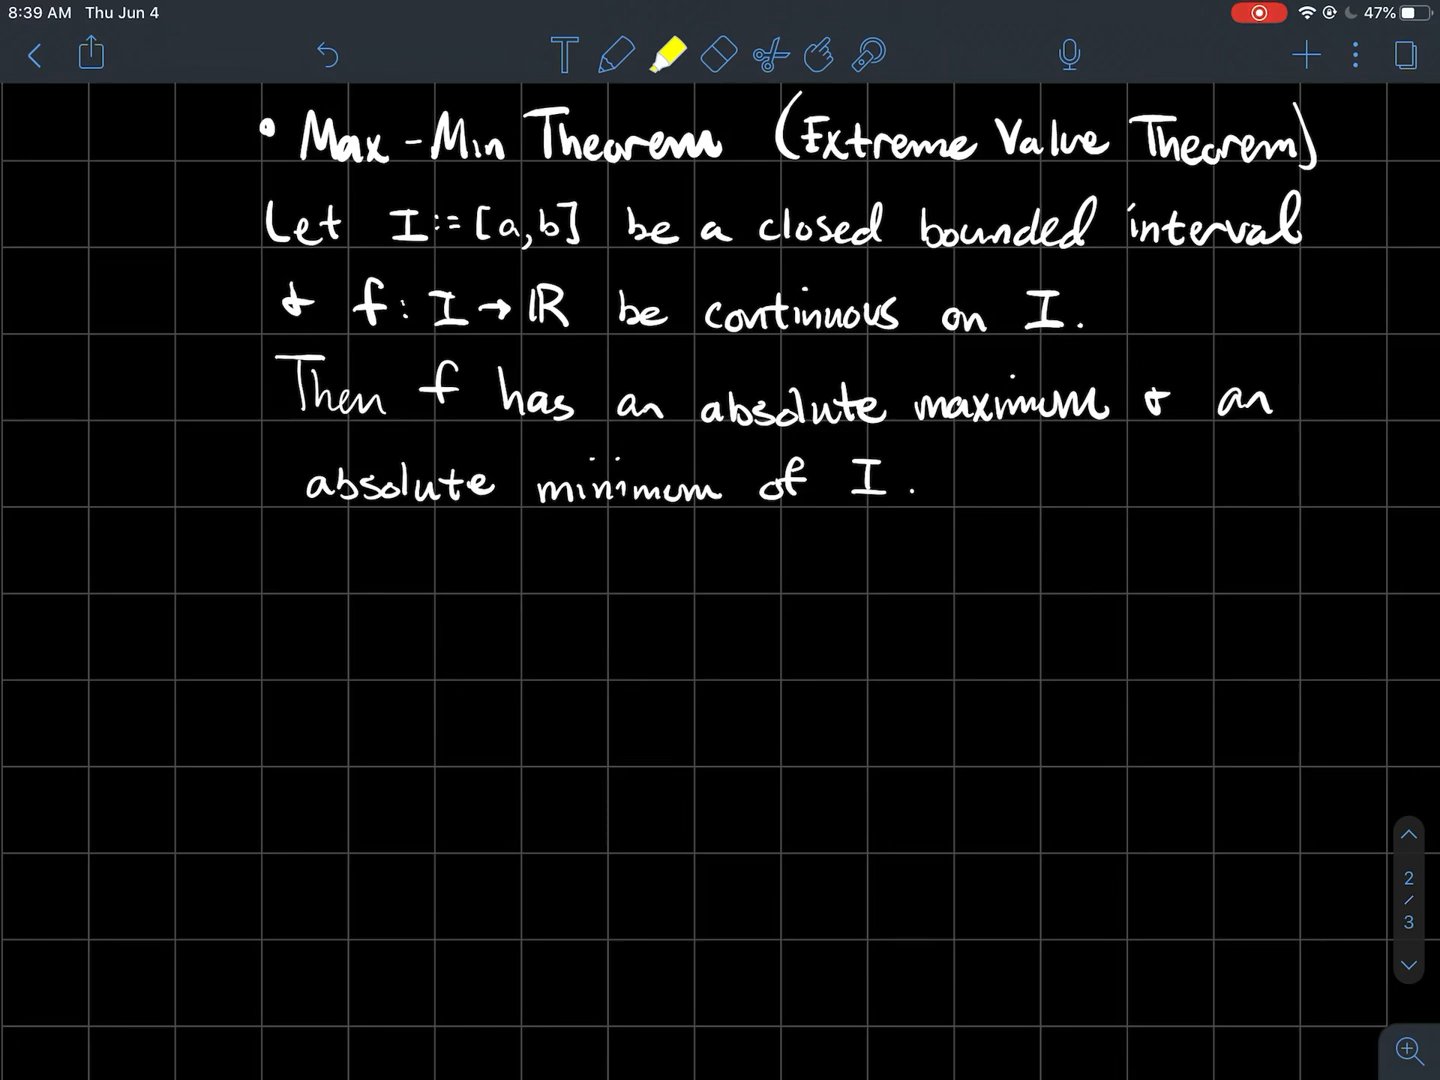 8:39 AM Thu Jun 4
47%
• Max - Min Theorem (Extreme Value Theorem)
Let I := [a,b] be a closed bounded interval
& f : I → ℝ be continuous on I.
Then f has an absolute maximum & an
absolute minimum of I.
2
/
3